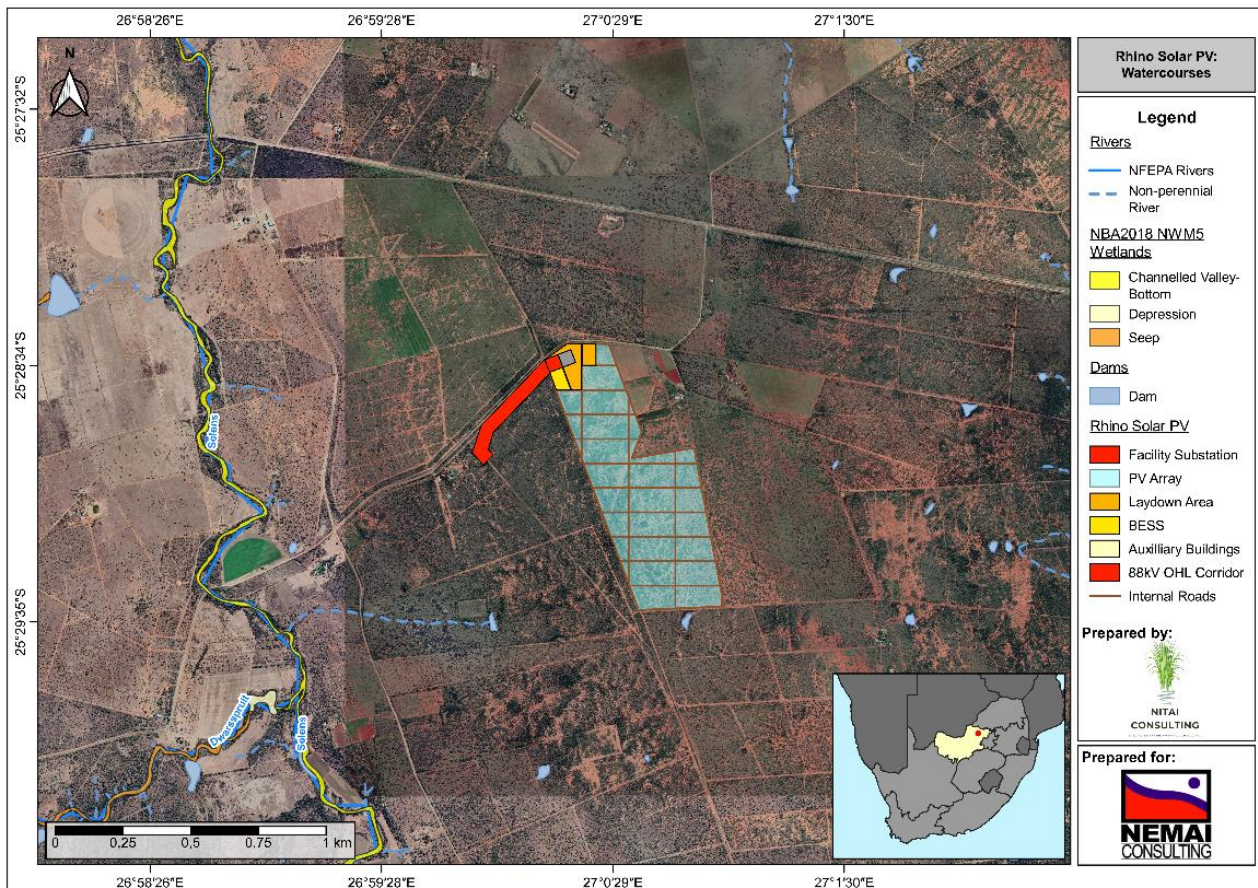 26°58'26"E
26°59'28"E
27°0'29"E
27°1'30"E
25°27'32"S
25°28'34"S
25°29'35"S
N
Selens
Dwarsspruit
Selens
0 0,25 0,5 0,75 1 km
26°58'26"E
26°59'28"E
27°0'29"E
27°1'30"E
Rhino Solar PV:
Watercourses
Legend
Rivers
NFEPA Rivers
Non-perennial
River
NBA2018 NWM5
Wetlands
Channelled Valley-
Bottom
Depression
Seep
Dams
Dam
Rhino Solar PV
Facility Substation
PV Array
Laydown Area
BESS
Auxilliary Buildings
88kV OHL Corridor
Internal Roads
Prepared by:
NITAI
CONSULTING
Prepared for:
NEMAI
CONSULTING